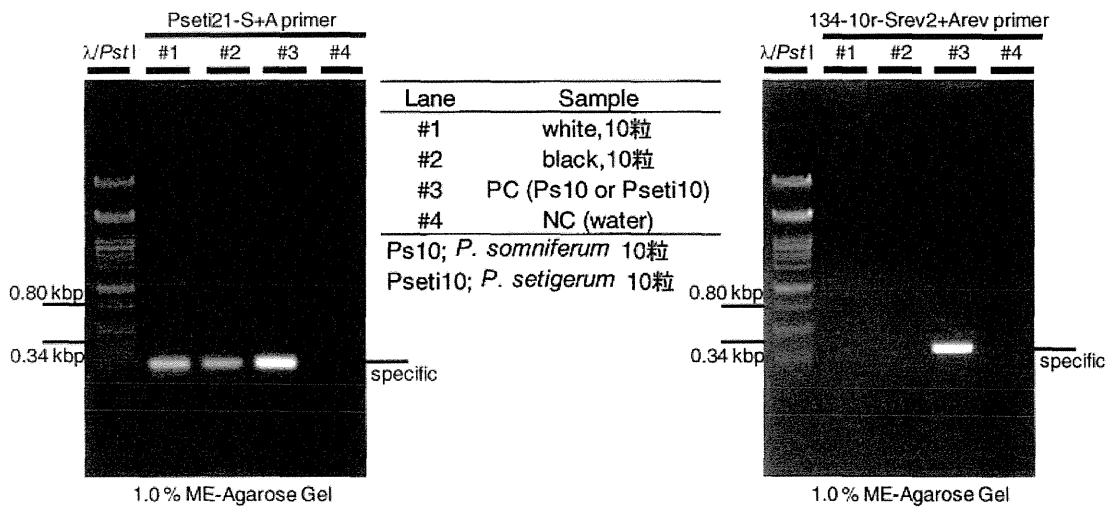 Pseti21-S+A primer
λ/Pst I #1 #2 #3 #4
0.80 kbp
0.34 kbp
specific
1.0 % ME-Agarose Gel
Lane Sample
#1 white,10粒
#2 black,10粒
#3 PC (Ps10 or Pseti10)
#4 NC (water)
Ps10; P. somniferum 10粒
Pseti10; P. setigerum 10粒
134-10r-Srev2+Arev primer
λ/Pst I #1 #2 #3 #4
0.80 kbp
0.34 kbp
specific
1.0 % ME-Agarose Gel